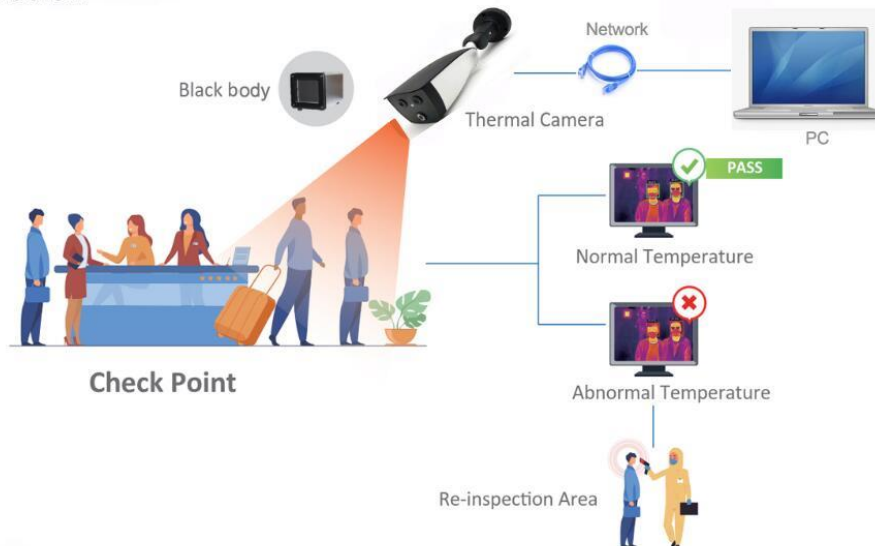 Network
Black body
Thermal Camera
PC
PASS
Normal Temperature
Check Point
Abnormal Temperature
Re-inspection Area